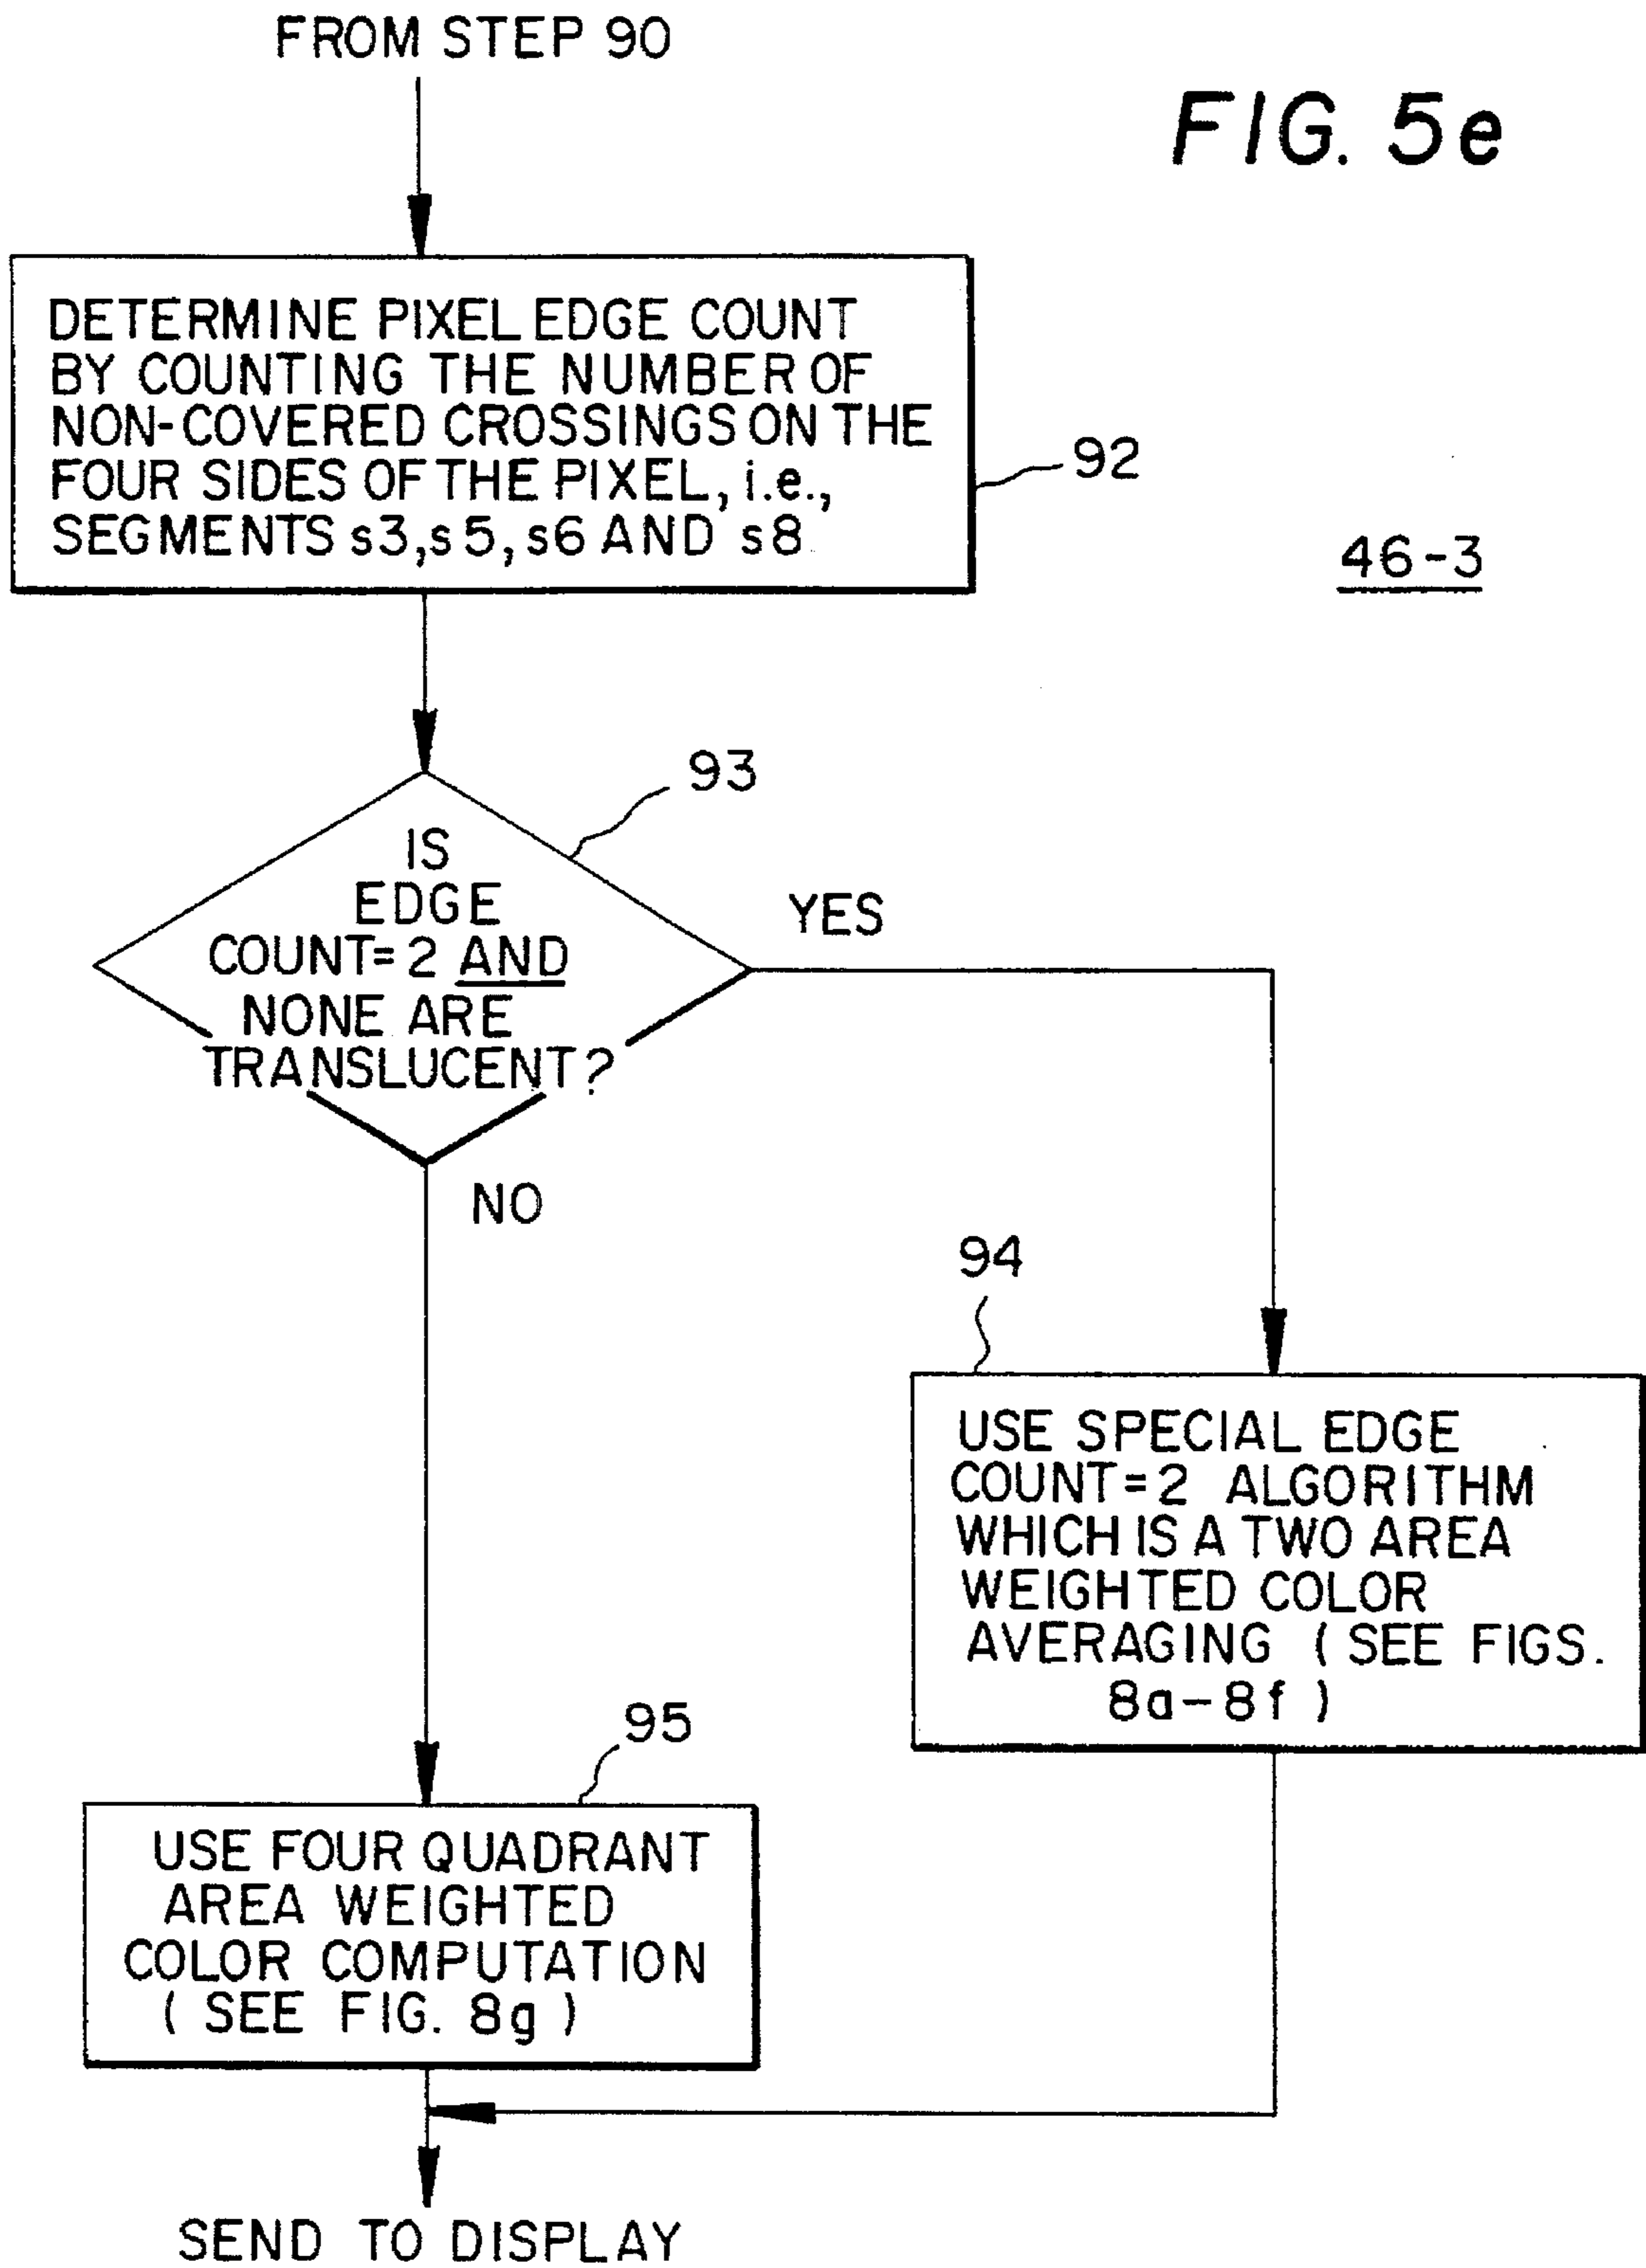 FROM STEP 90
FIG. 5e
DETERMINE PIXEL EDGE COUNT
BY COUNTING THE NUMBER OF
NON-COVERED CROSSINGS ON THE
FOUR SIDES OF THE PIXEL, i.e.,
SEGMENTS s3, s5, s6 AND s8
92
46-3
93
IS
EDGE
COUNT=2 AND
NONE ARE
TRANSLUCENT?
YES
NO
94
USE SPECIAL EDGE
COUNT=2 ALGORITHM
WHICH IS A TWO AREA
WEIGHTED COLOR
AVERAGING (SEE FIGS.
8a-8f)
95
USE FOUR QUADRANT
AREA WEIGHTED
COLOR COMPUTATION
(SEE FIG. 8g)
SEND TO DISPLAY